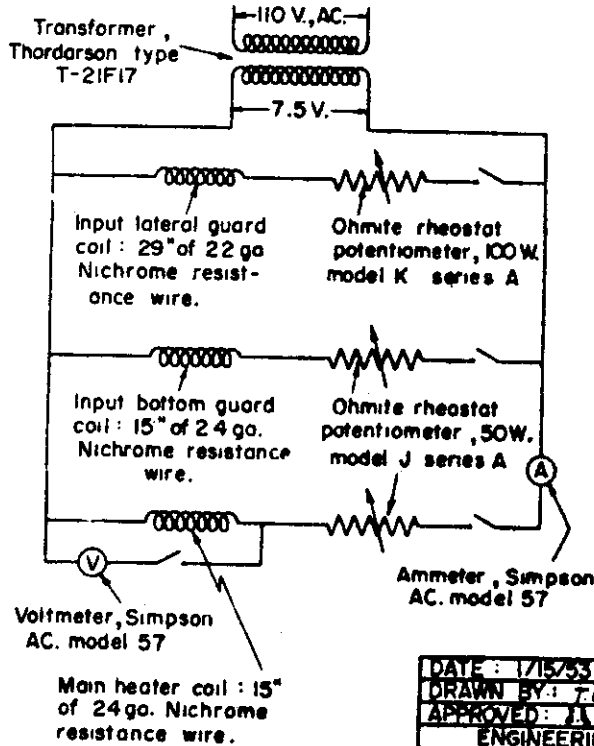 110 V., AC.
Transformer,
Thordarson type
T-21F17
7.5 V.
Input lateral guard
coil : 29" of 22 ga
Nichrome resist-
ance wire.
Ohmite rheostat
potentiometer, 100 W.
model K series A
Input bottom guard
coil : 15" of 24 ga.
Nichrome resistance
wire.
Ohmite rheostat
potentiometer, 50W.
model J series A
A
V
Ammeter, Simpson
AC. model 57
Voltmeter, Simpson
AC. model 57
Main heater coil : 15"
of 24ga. Nichrome
resistance wire.
DATE : 1/15/53
DRAWN BY :
APPROVED :
ENGINEERI